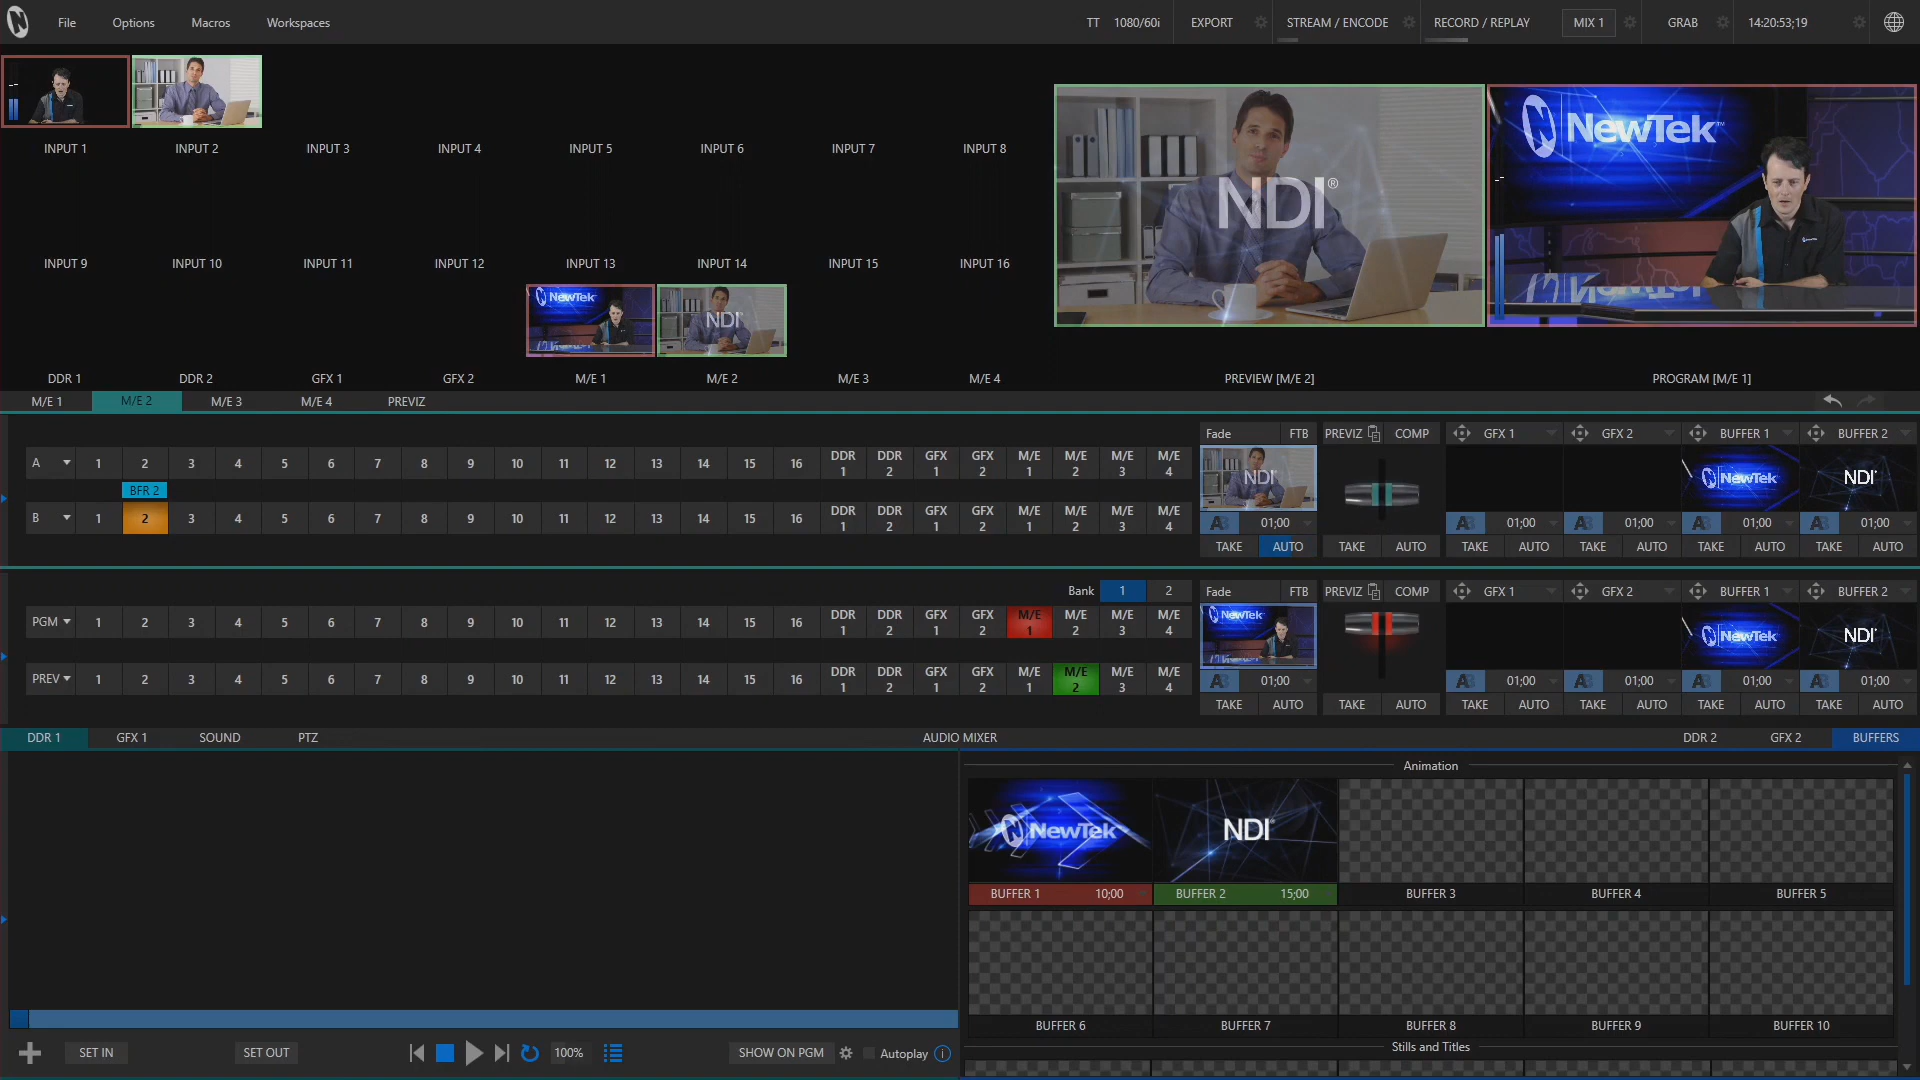 File Options Macros Workspaces TT 1080/60i EXPORT STREAM / ENCODE RECORD / REPLAY MIX 1 GRAB 14:20:53;19
INPUT 1 INPUT 2 INPUT 3 INPUT 4 INPUT 5 INPUT 6 INPUT 7 INPUT 8
NDI®
NewTek™
INPUT 9 INPUT 10 INPUT 11 INPUT 12 INPUT 13 INPUT 14 INPUT 15 INPUT 16
NewTek
NDI
DDR 1 DDR 2 GFX 1 GFX 2 M/E 1 M/E 2 M/E 3 M/E 4 PREVIEW [M/E 2] PROGRAM [M/E 1]
M/E 1 M/E 2 M/E 3 M/E 4 PREVIZ
Fade FTB PREVIZ COMP GFX 1 GFX 2 BUFFER 1 BUFFER 2
A 1 2 3 4 5 6 7 8 9 10 11 12 13 14 15 16 DDR 1 DDR 2 GFX 1 GFX 2 M/E 1 M/E 2 M/E 3 M/E 4
NDI NewTek NDI
BFR 2
B 1 2 3 4 5 6 7 8 9 10 11 12 13 14 15 16 DDR 1 DDR 2 GFX 1 GFX 2 M/E 1 M/E 2 M/E 3 M/E 4
AB 01;00 AB 01;00 AB 01;00 AB 01;00 AB 01;00
TAKE AUTO TAKE AUTO TAKE AUTO TAKE AUTO TAKE AUTO TAKE AUTO
Bank 1 2 Fade FTB PREVIZ COMP GFX 1 GFX 2 BUFFER 1 BUFFER 2
PGM 1 2 3 4 5 6 7 8 9 10 11 12 13 14 15 16 DDR 1 DDR 2 GFX 1 GFX 2 M/E 1 M/E 2 M/E 3 M/E 4
NewTek NewTek NDI
PREV 1 2 3 4 5 6 7 8 9 10 11 12 13 14 15 16 DDR 1 DDR 2 GFX 1 GFX 2 M/E 1 M/E 2 M/E 3 M/E 4
AB 01;00 AB 01;00 AB 01;00 AB 01;00 AB 01;00
TAKE AUTO TAKE AUTO TAKE AUTO TAKE AUTO TAKE AUTO TAKE AUTO
DDR 1 GFX 1 SOUND PTZ AUDIO MIXER DDR 2 GFX 2 BUFFERS
Animation
NewTek NDI
BUFFER 1 10;00 BUFFER 2 15;00 BUFFER 3 BUFFER 4 BUFFER 5
BUFFER 6 BUFFER 7 BUFFER 8 BUFFER 9 BUFFER 10
Stills and Titles
SET IN SET OUT 100% SHOW ON PGM Autoplay